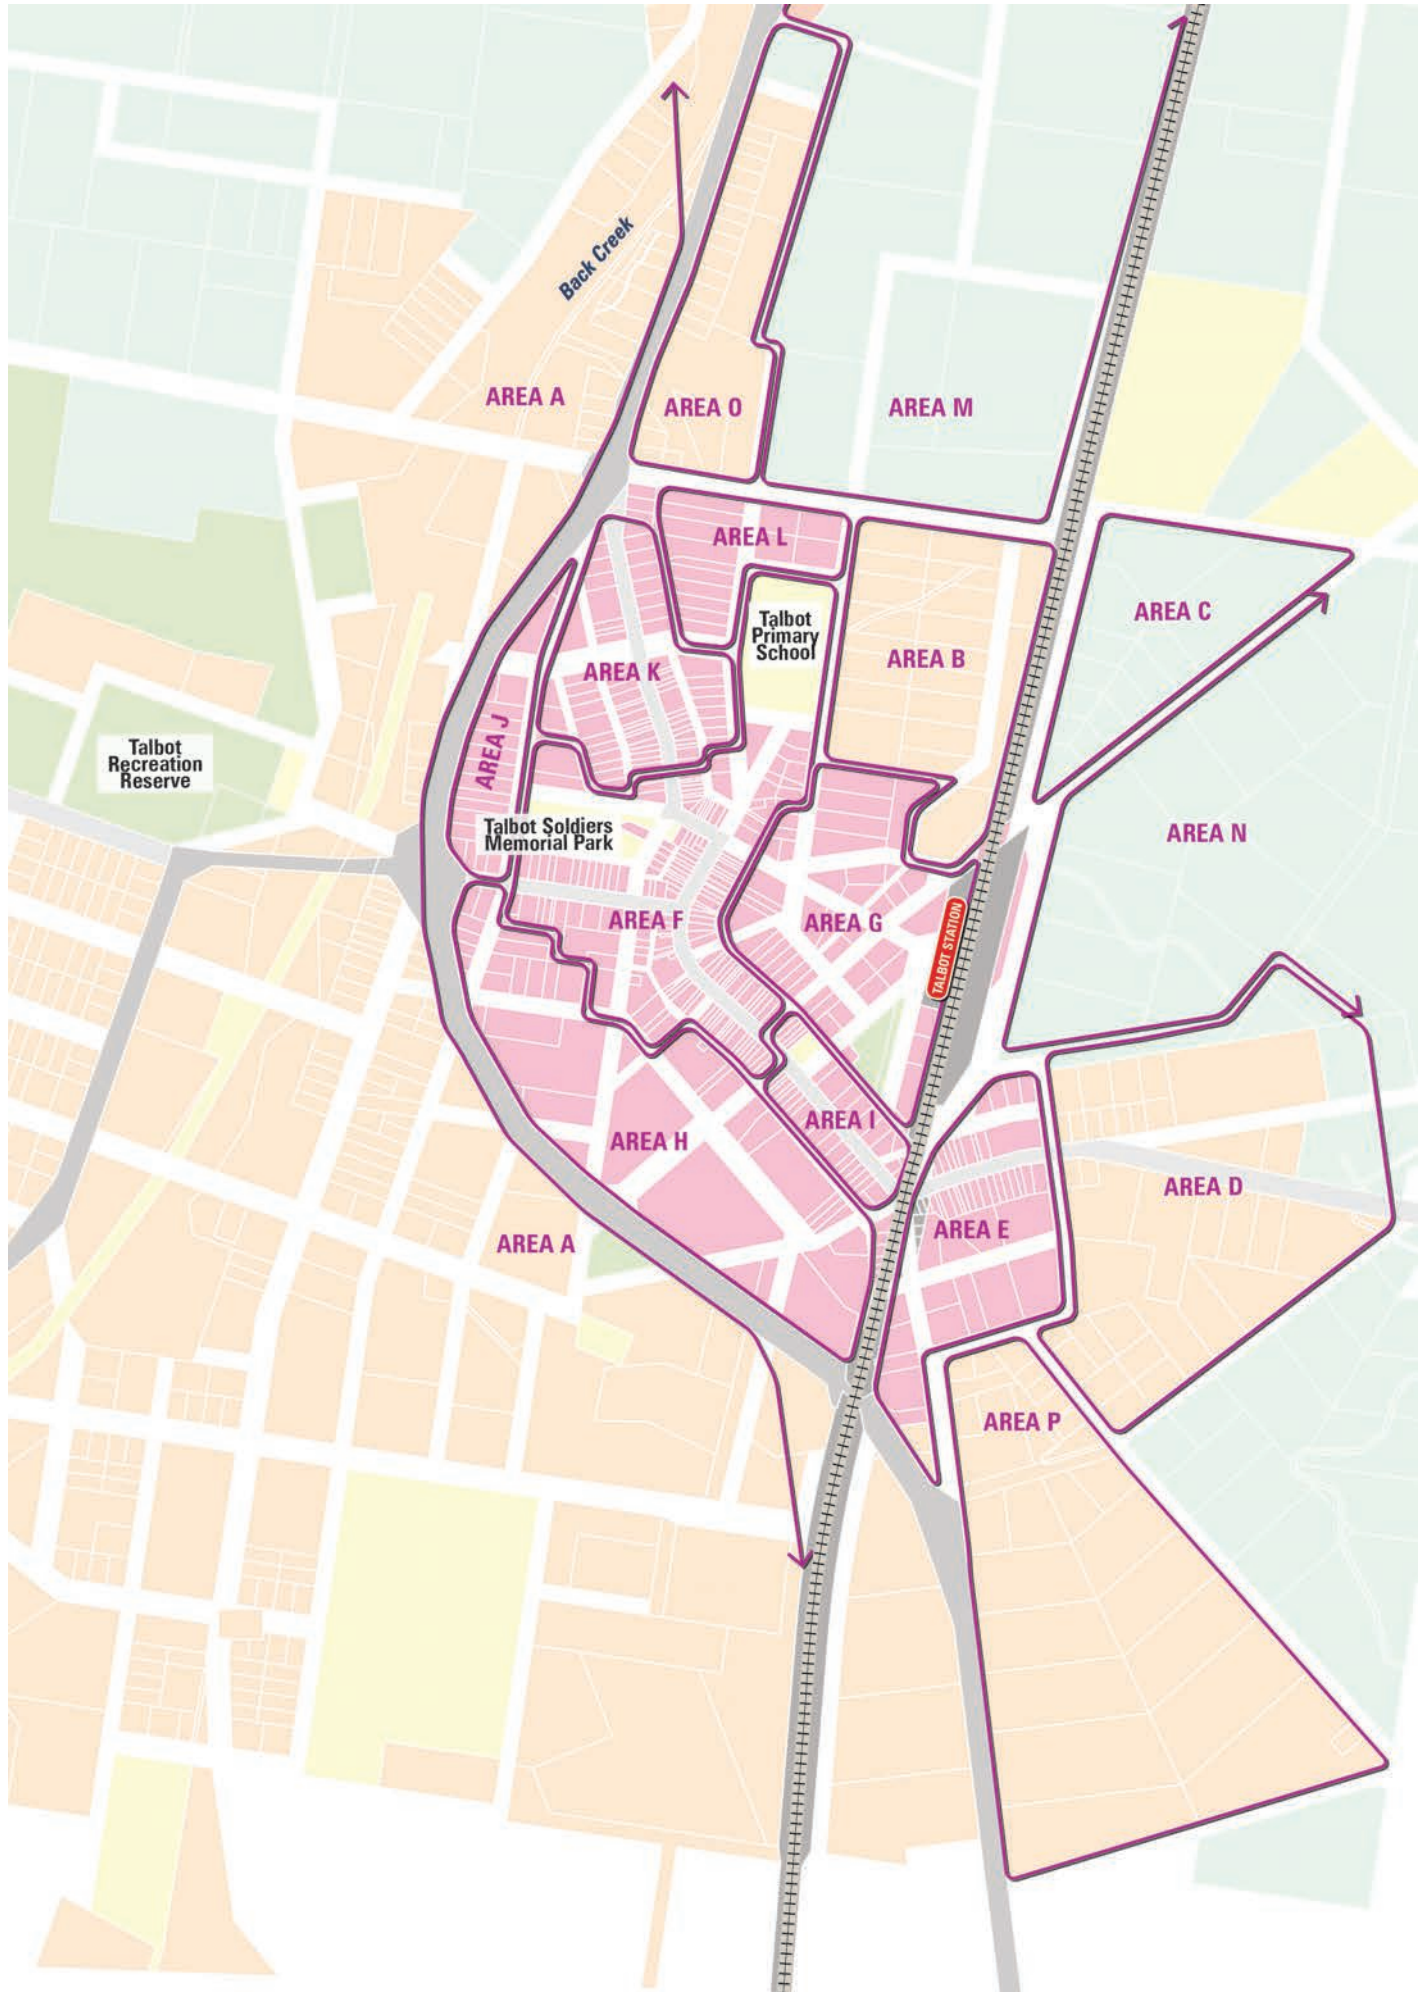 Back Creek
AREA A
AREA O
AREA M
AREA L
Talbot
Primary
School
AREA C
AREA B
AREA K
AREA J
Talbot
Recreation
Reserve
Talbot Soldiers
Memorial Park
AREA N
AREA F
AREA G
TALBOT STATION
AREA I
AREA H
AREA D
AREA E
AREA A
AREA P